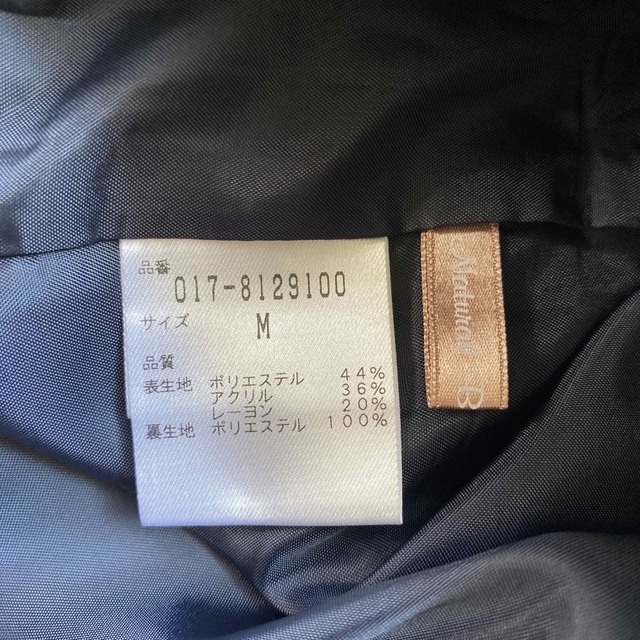 品番
017-8129100
サイズ M
品質
表生地 ポリエステル 44%
アクリル 36%
レーヨン 20%
裏生地 ポリエステル 100%
Natural
B